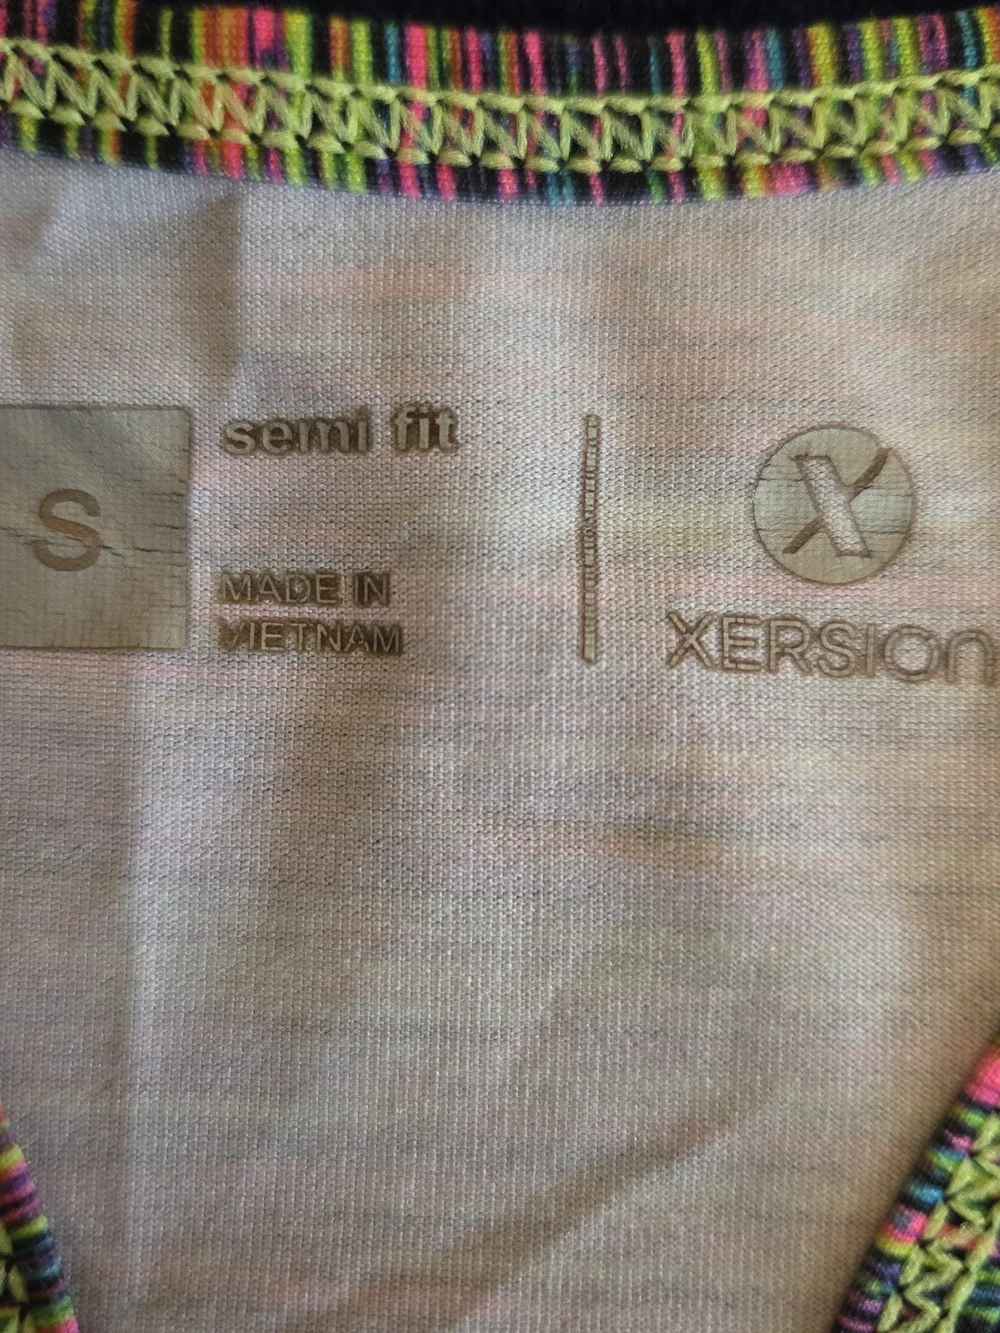 S
semi fit
MADE IN
VIETNAM
X
XERSION